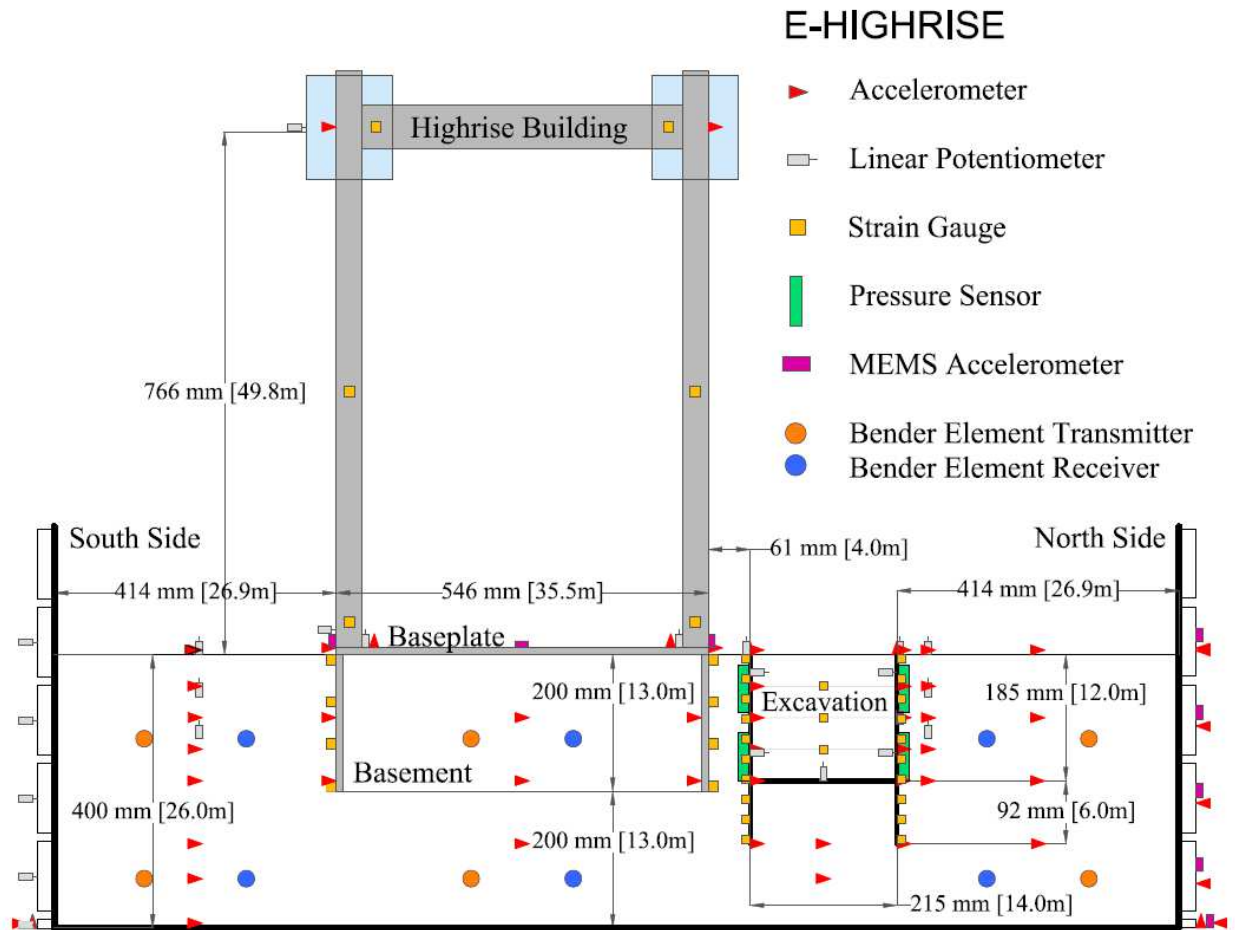 E-HIGHRISE
Accelerometer
Linear Potentiometer
Strain Gauge
Pressure Sensor
MEMS Accelerometer
Bender Element Transmitter
Bender Element Receiver
Highrise Building
766 mm [49.8m]
South Side
North Side
61 mm [4.0m]
414 mm [26.9m]
546 mm [35.5m]
414 mm [26.9m]
Baseplate
200 mm [13.0m]
Excavation
185 mm [12.0m]
Basement
400 mm [26.0m]
200 mm [13.0m]
92 mm [6.0m]
215 mm [14.0m]